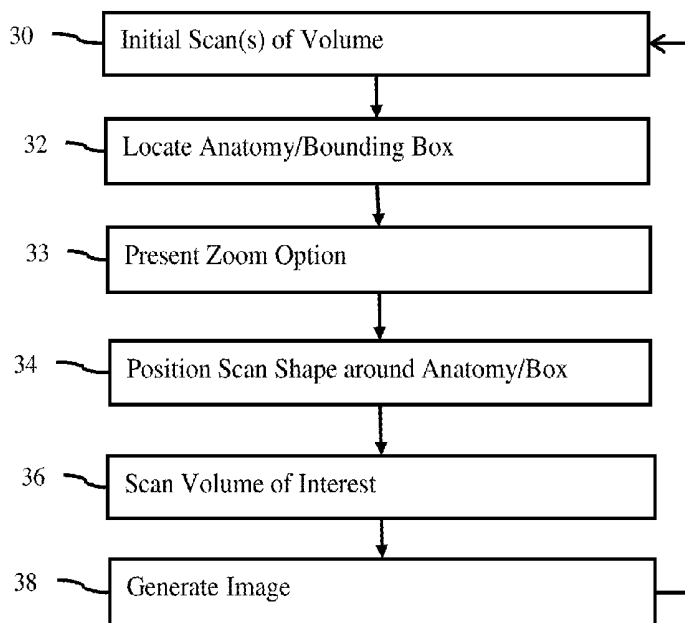 30 Initial Scan(s) of Volume
32 Locate Anatomy/Bounding Box
33 Present Zoom Option
34 Position Scan Shape around Anatomy/Box
36 Scan Volume of Interest
38 Generate Image